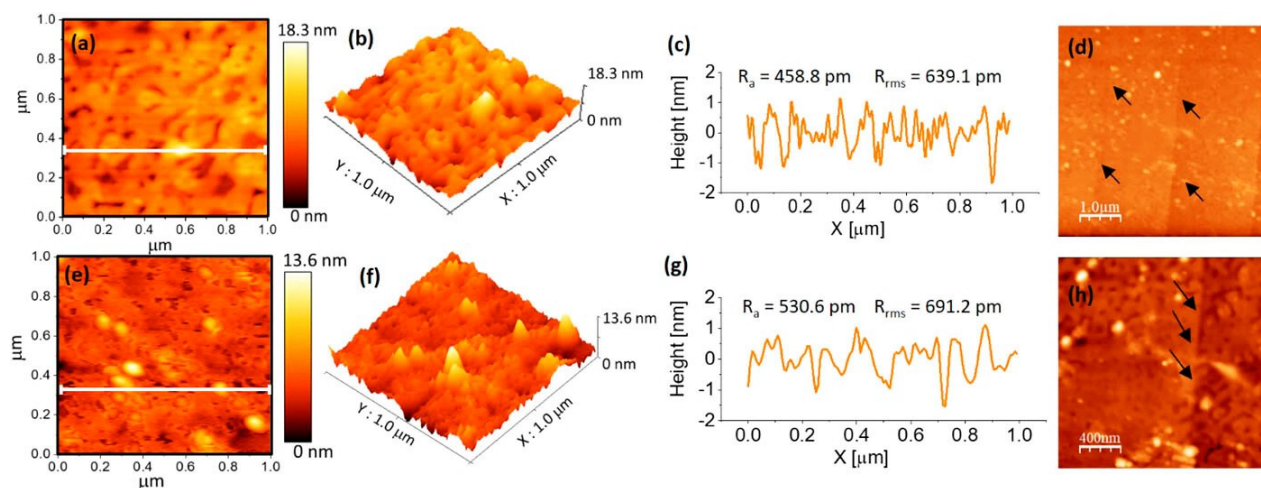 (a)
1.0
0.8
0.6
0.4
0.2
0.0
μm
0.0 0.2 0.4 0.6 0.8 1.0
μm
18.3 nm
0 nm
(b)
18.3 nm
0 nm
Y : 1.0 μm
X : 1.0 μm
(c)
Ra = 458.8 pm Rrms = 639.1 pm
Height [nm]
2
1
0
-1
-2
0.0 0.2 0.4 0.6 0.8 1.0
X [μm]
(d)
1.0μm
(e)
1.0
0.8
0.6
0.4
0.2
0.0
μm
0.0 0.2 0.4 0.6 0.8 1.0
μm
13.6 nm
0 nm
(f)
13.6 nm
0 nm
Y : 1.0 μm
X : 1.0 μm
(g)
Ra = 530.6 pm Rrms = 691.2 pm
Height [nm]
2
1
0
-1
-2
0.0 0.2 0.4 0.6 0.8 1.0
X [μm]
(h)
400nm